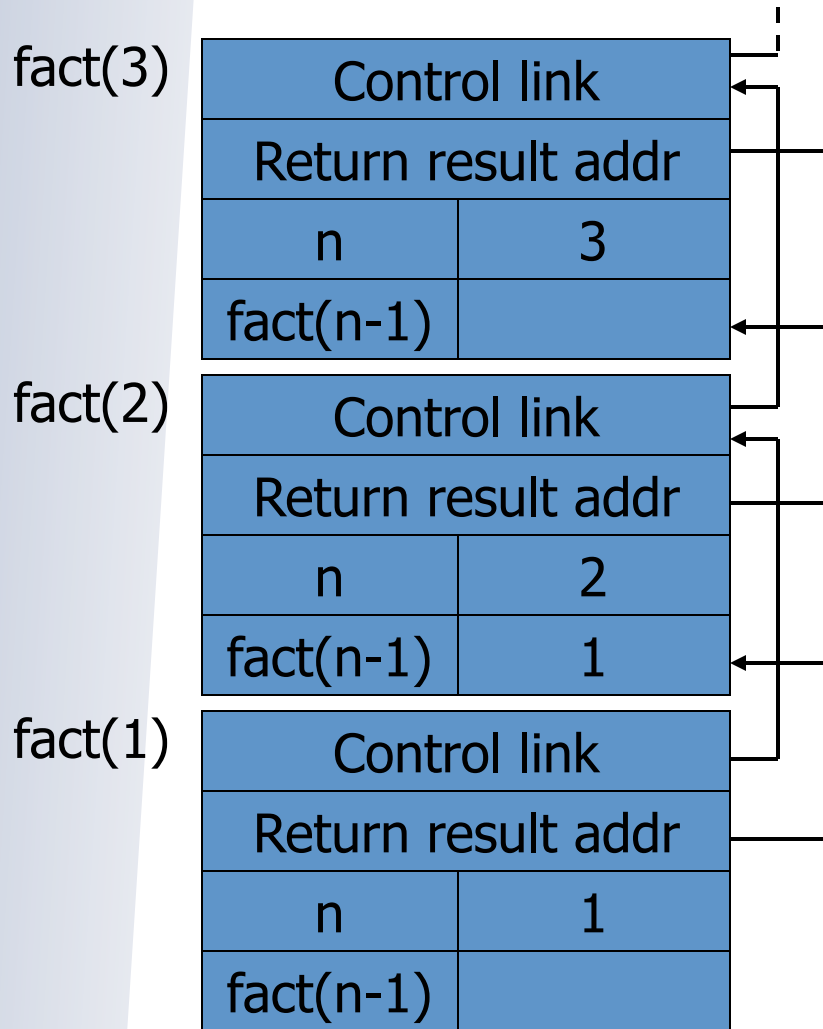 fact(3)
Control link
Return result addr
n 3
fact(n-1)
fact(2)
Control link
Return result addr
n 2
fact(n-1) 1
fact(1)
Control link
Return result addr
n 1
fact(n-1)